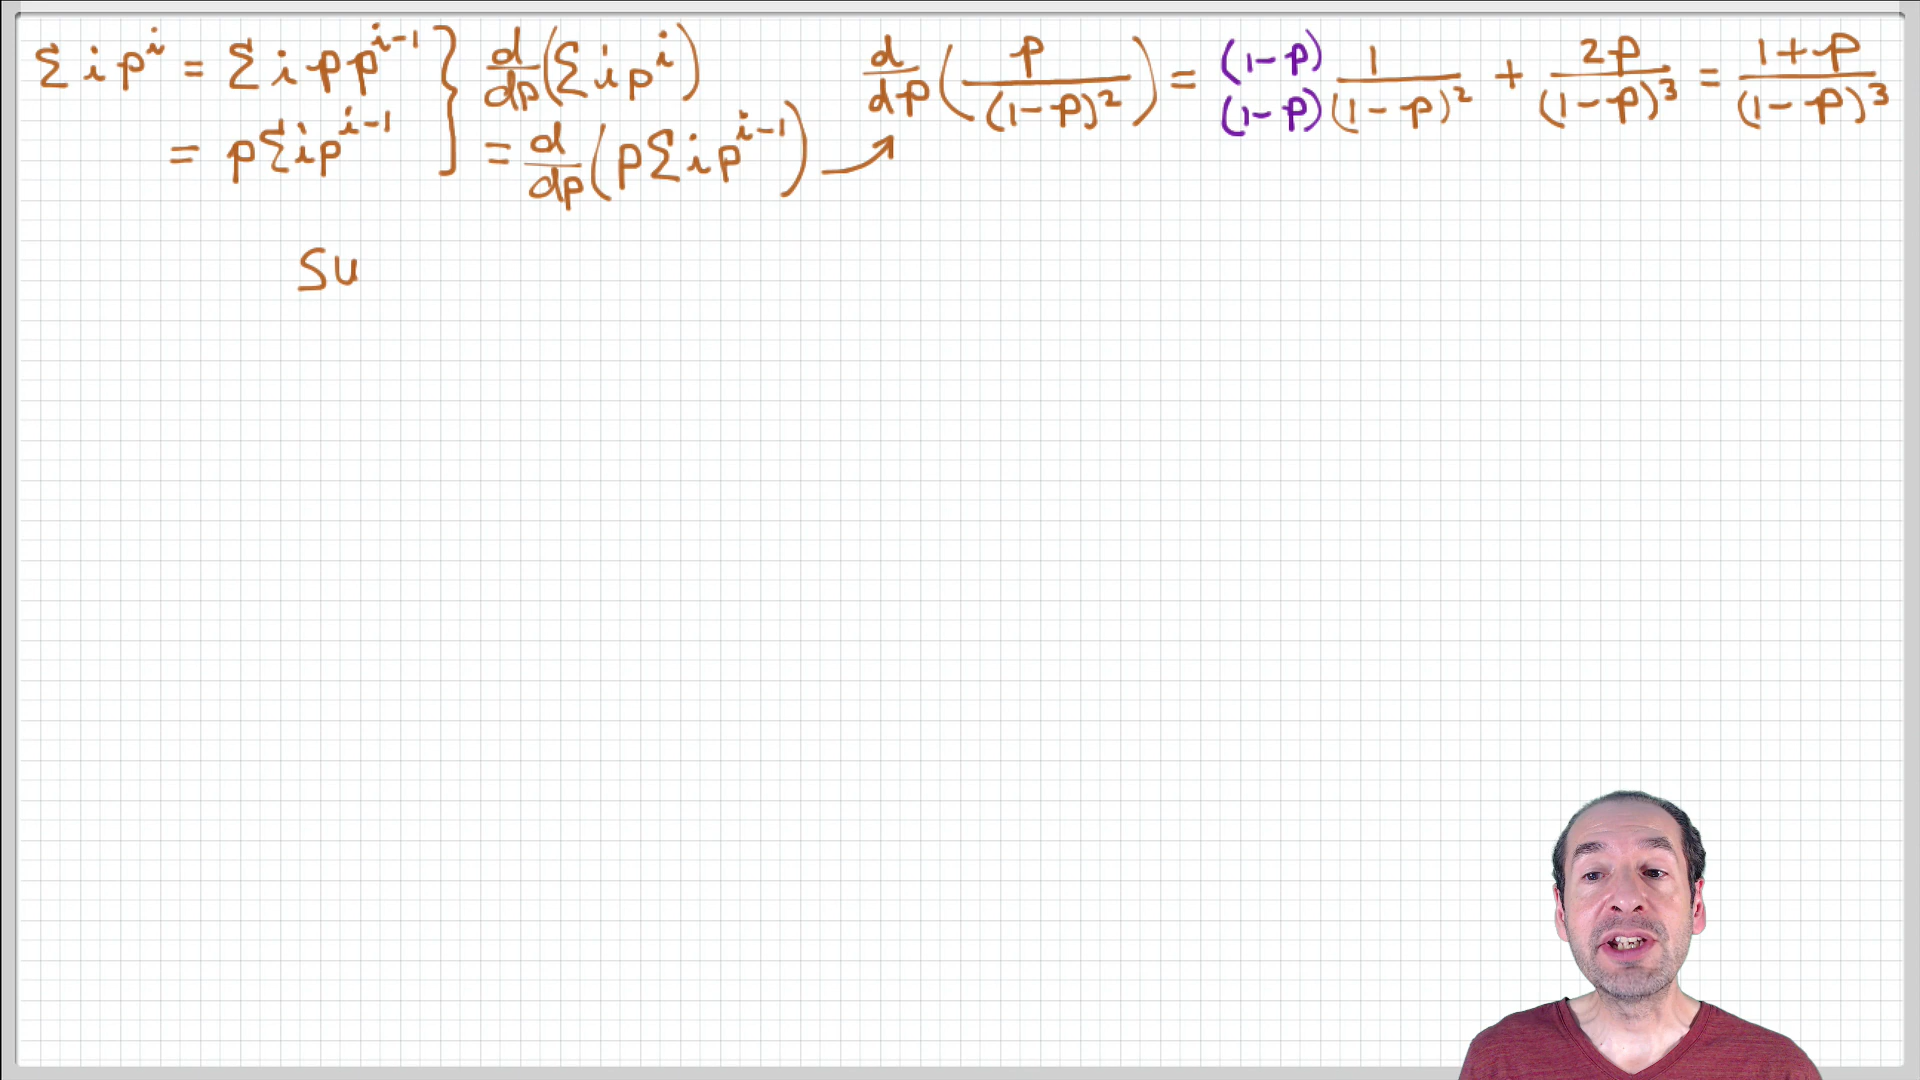 Σ i p^i = Σ i p p^{i-1} } d/dp (Σ i p^i)
= p Σ i p^{i-1} } = d/dp (p Σ i p^{i-1}) → d/dp (p/(1-p)^2) = (1-p)/(1-p) 1/(1-p)^2 + 2p/(1-p)^3 = (1+p)/(1-p)^3
SU